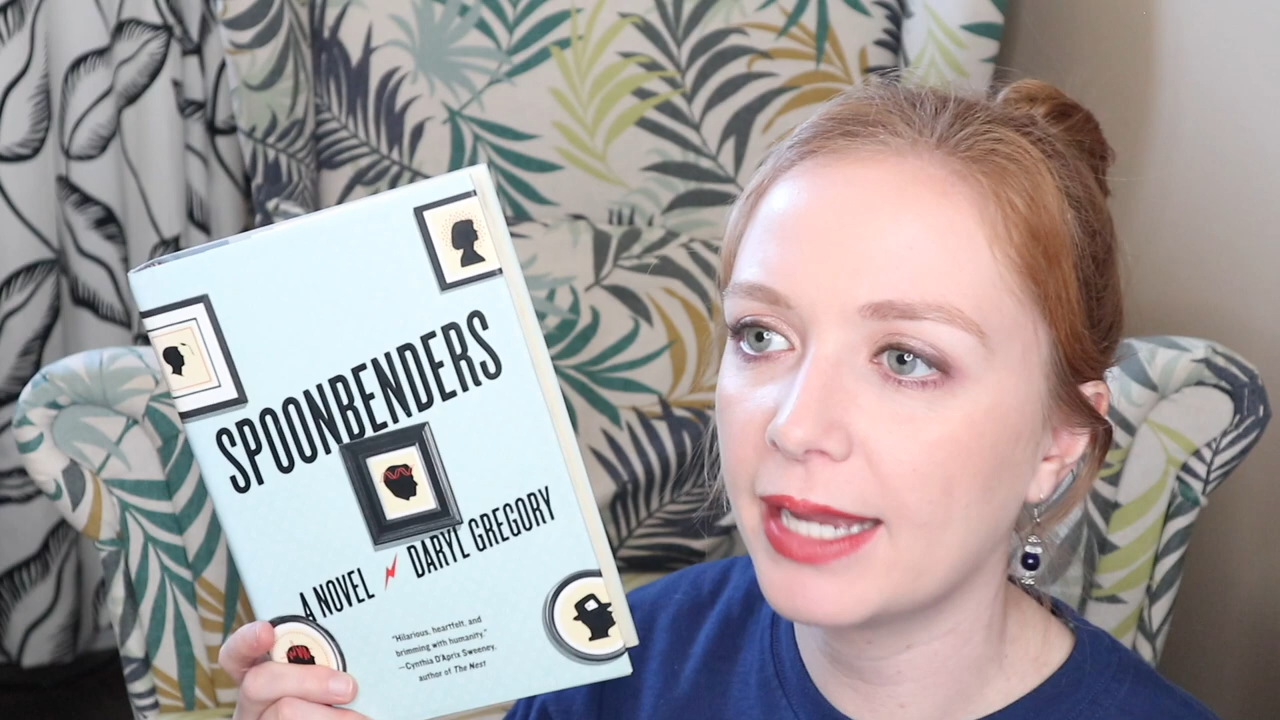 SPOONBENDERS
A NOVEL DARYL GREGORY
"Hilarious, heartfelt, and
brimming with humanity."
—Cynthia D'Aprix Sweeney,
author of The Nest